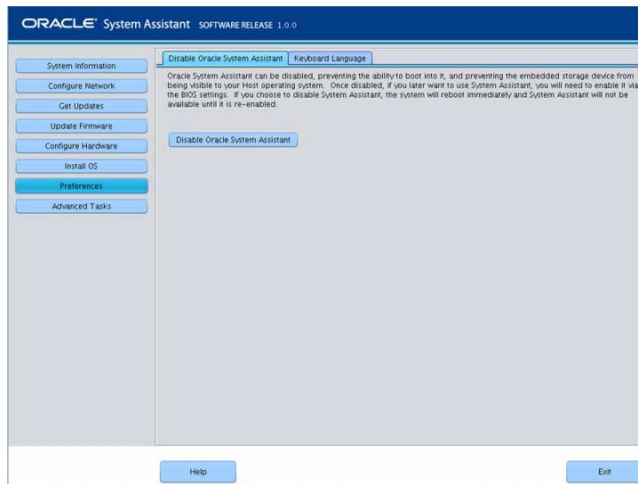 ORACLE System Assistant SOFTWARE RELEASE 1.0.0
System Information
Configure Network
Get Updates
Update Firmware
Configure Hardware
Install OS
Preferences
Advanced Tasks
Disable Oracle System Assistant
Keyboard Language
Oracle System Assistant can be disabled, preventing the ability to boot into it, and preventing the embedded storage device from
being visible to your Host operating system. Once disabled, if you later want to use System Assistant, you will need to enable it via
the BIOS settings. If you choose to disable System Assistant, the system will reboot immediately and System Assistant will not be
available until it is re-enabled.
Disable Oracle System Assistant
Help
Exit